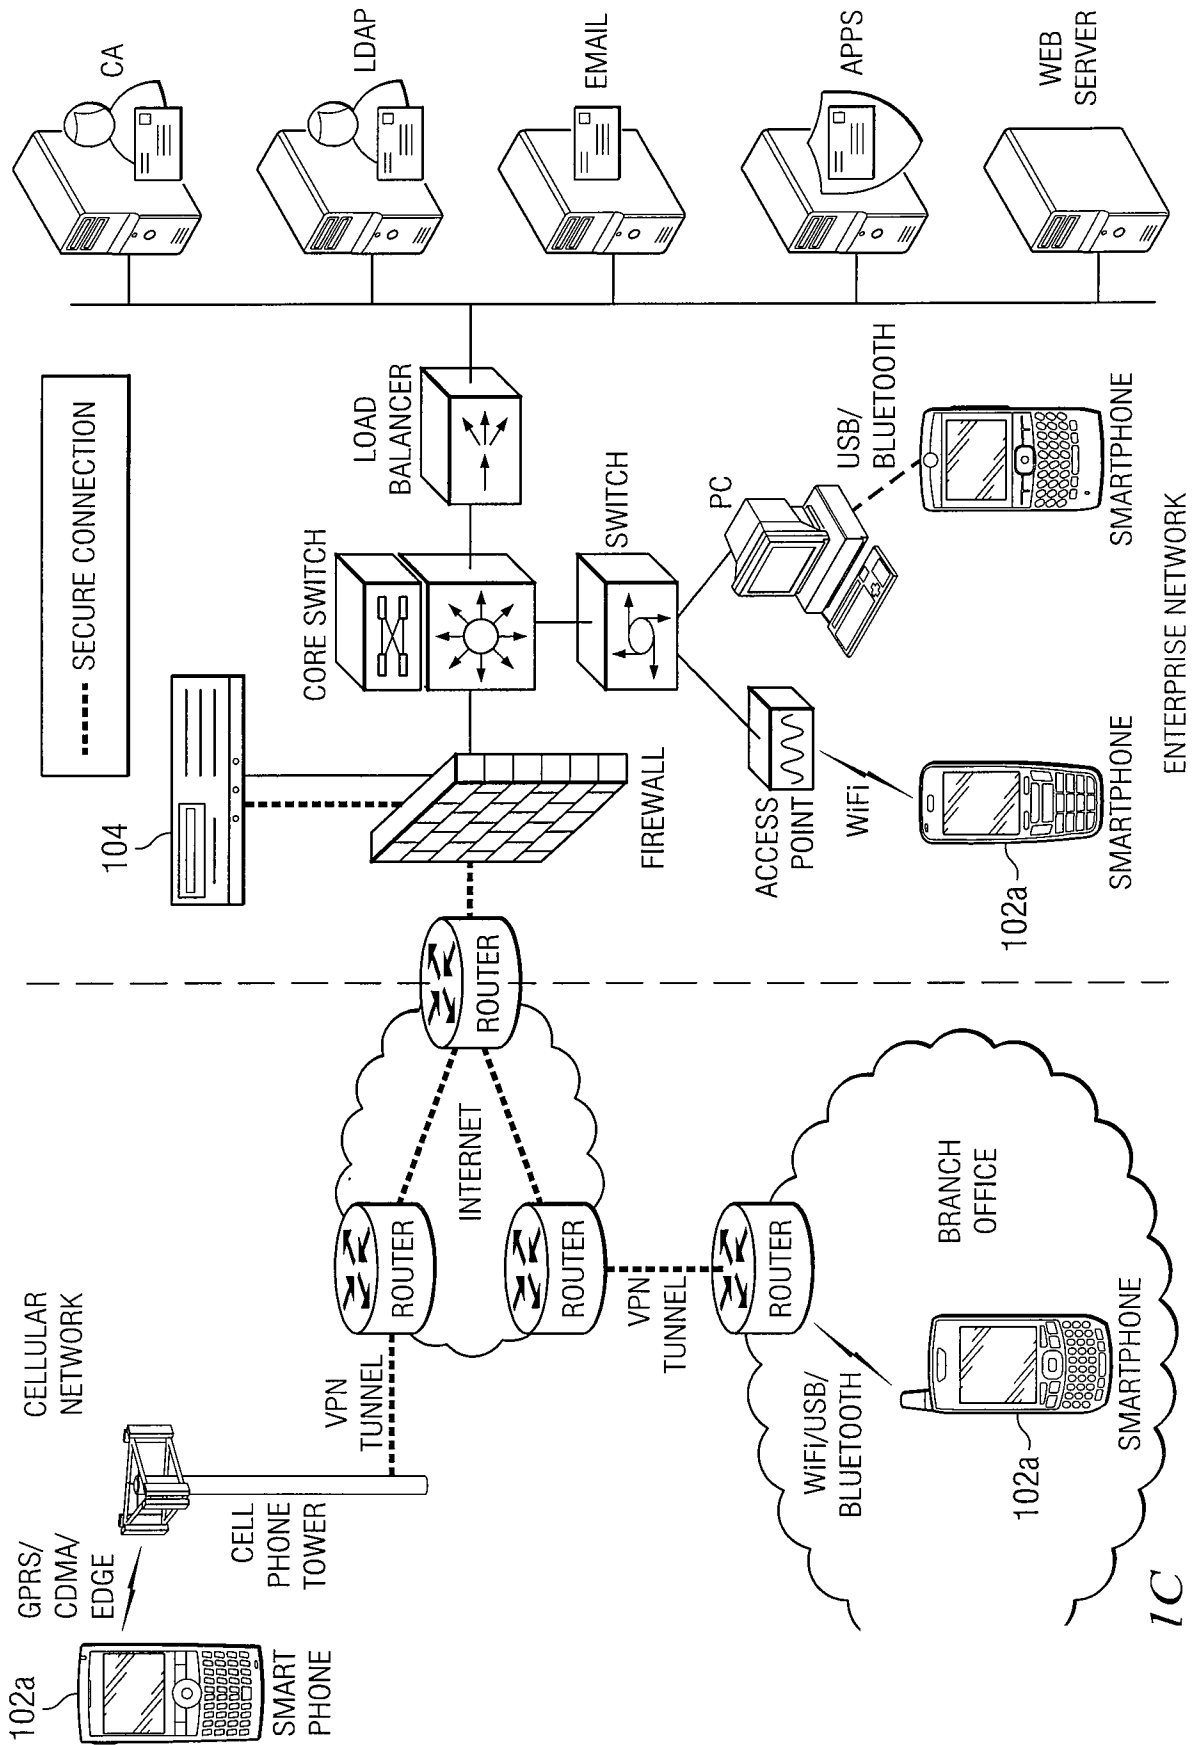 102a
SMART
PHONE
GPRS/
CDMA/
EDGE
CELL
PHONE
TOWER
CELLULAR
NETWORK
VPN
TUNNEL
ROUTER
INTERNET
ROUTER
ROUTER
VPN
TUNNEL
ROUTER
WiFi/USB/
BLUETOOTH
102a
SMARTPHONE
BRANCH
OFFICE
104
SECURE CONNECTION
FIREWALL
CORE SWITCH
LOAD
BALANCER
SWITCH
ACCESS
POINT
WiFi
102a
SMARTPHONE
PC
USB/
BLUETOOTH
SMARTPHONE
ENTERPRISE NETWORK
CA
LDAP
EMAIL
APPS
WEB
SERVER
1C